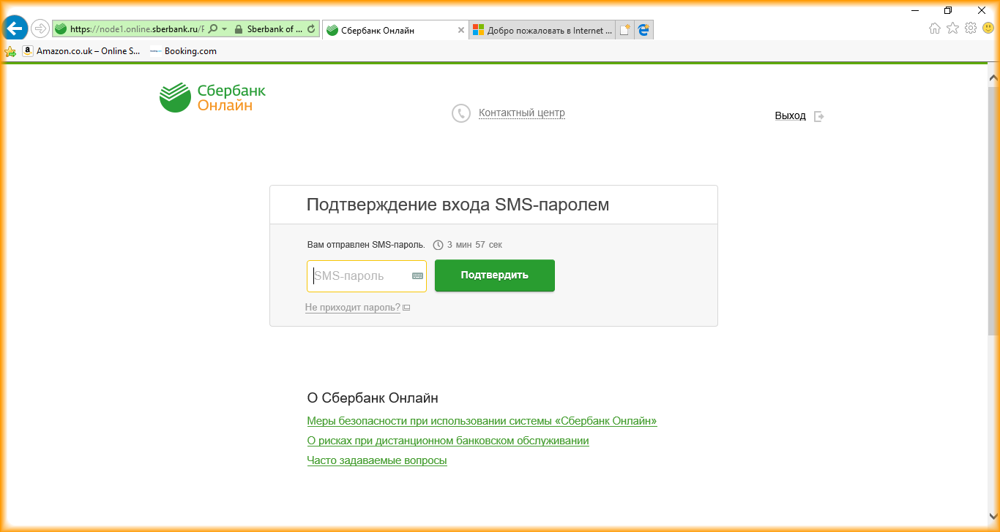 https://node1.online.sberbank.ru/
Sberbank of ...
Сбербанк Онлайн
Добро пожаловать в Internet ...
Amazon.co.uk – Online S...
Booking.com
Сбербанк
Онлайн
Контактный центр
Выход
Подтверждение входа SMS-паролем
Вам отправлен SMS-пароль.
3 мин 57 сек
SMS-пароль
Подтвердить
Не приходит пароль?
О Сбербанк Онлайн
Меры безопасности при использовании системы «Сбербанк Онлайн»
О рисках при дистанционном банковском обслуживании
Часто задаваемые вопросы